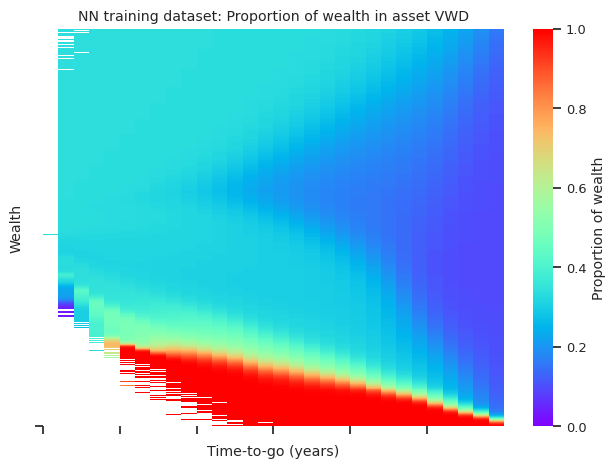 NN training dataset: Proportion of wealth in asset VWD
Wealth
Time-to-go (years)
1.0
0.8
0.6
0.4
0.2
0.0
Proportion of wealth